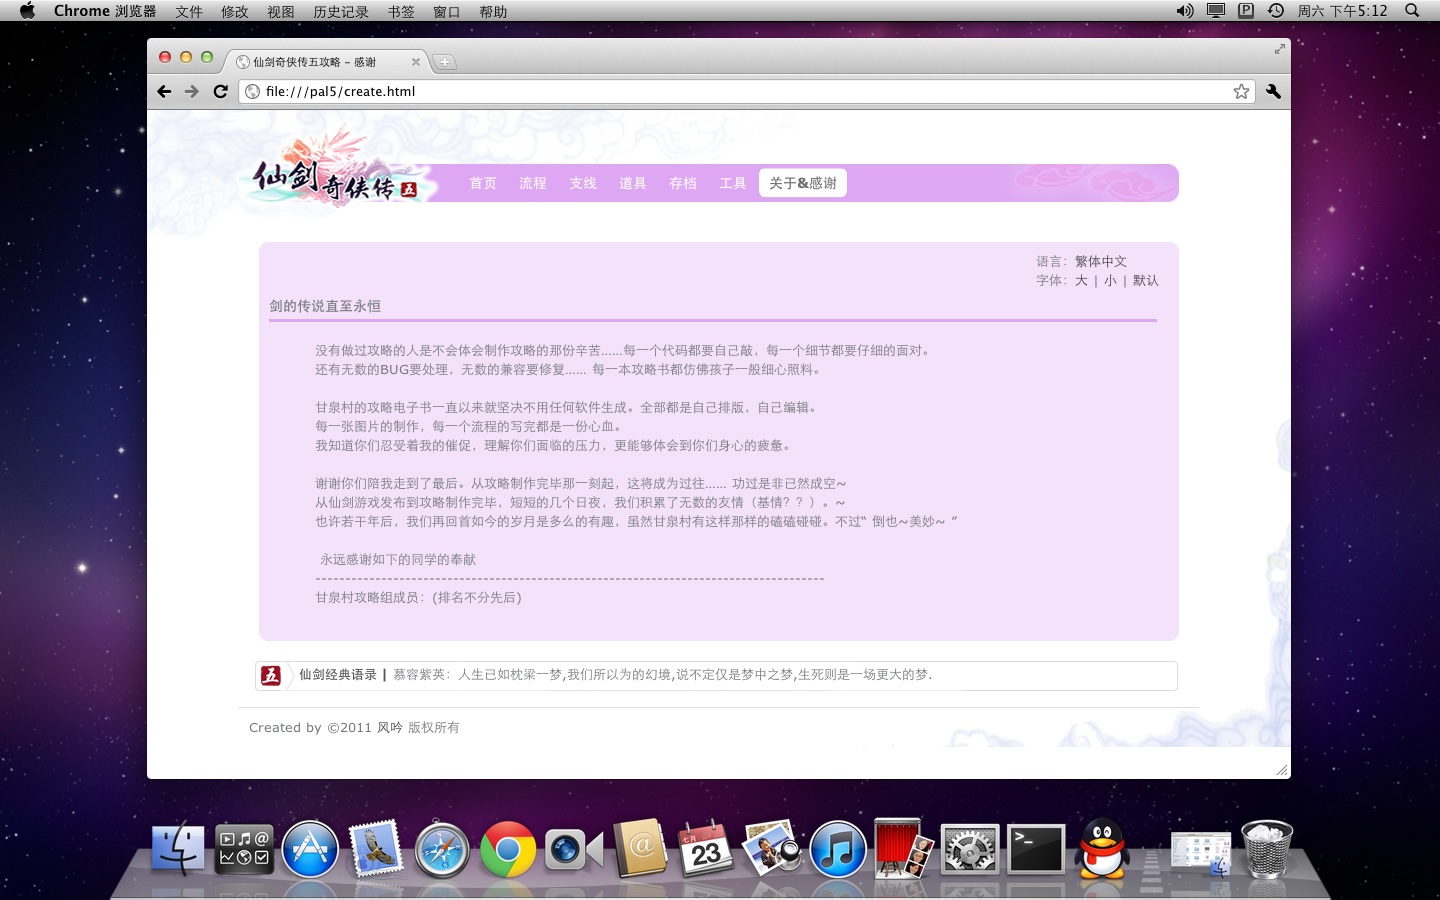 Chrome 浏览器 文件 修改 视图 历史记录 书签 窗口 帮助 周六 下午5:12
仙剑奇侠传五攻略 – 感谢
file:///pal5/create.html
仙剑奇侠传 五
首页 流程 支线 道具 存档 工具 关于&感谢
语言：繁体中文
字体：大 | 小 | 默认
剑的传说直至永恒
没有做过攻略的人是不会体会制作攻略的那份辛苦......每一个代码都要自己敲，每一个细节都要仔细的面对。
还有无数的BUG要处理，无数的兼容要修复...... 每一本攻略书都仿佛孩子一般细心照料。
甘泉村的攻略电子书一直以来就坚决不用任何软件生成。全部都是自己排版，自己编辑。
每一张图片的制作，每一个流程的写完都是一份心血。
我知道你们忍受着我的催促，理解你们面临的压力，更能够体会到你们身心的疲惫。
谢谢你们陪我走到了最后。从攻略制作完毕那一刻起，这将成为过往...... 功过是非已然成空~
从仙剑游戏发布到攻略制作完毕，短短的几个日夜，我们积累了无数的友情（基情？？）。~
也许若干年后，我们再回首如今的岁月是多么的有趣，虽然甘泉村有这样那样的磕磕碰碰。不过“ 倒也~美妙~ ”
永远感谢如下的同学的奉献
-------------------------------------------------------------------------------------
甘泉村攻略组成员：(排名不分先后)
五 仙剑经典语录 | 慕容紫英：人生已如枕梁一梦,我们所以为的幻境,说不定仅是梦中之梦,生死则是一场更大的梦.
Created by ©2011 风吟 版权所有
七月
23
>_